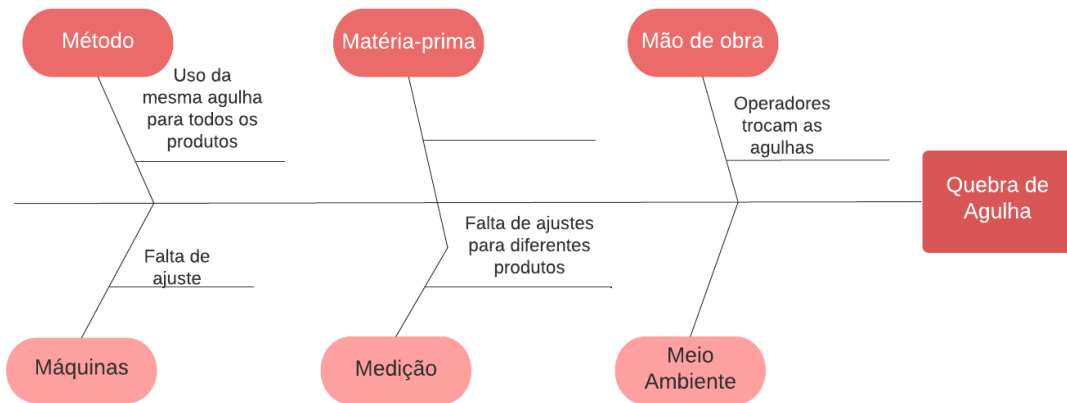 Método
Matéria-prima
Mão de obra
Uso da
mesma agulha
para todos os
produtos
Operadores
trocam as
agulhas
Quebra de
Agulha
Falta de
ajuste
Falta de ajustes
para diferentes
produtos
Máquinas
Medição
Meio
Ambiente